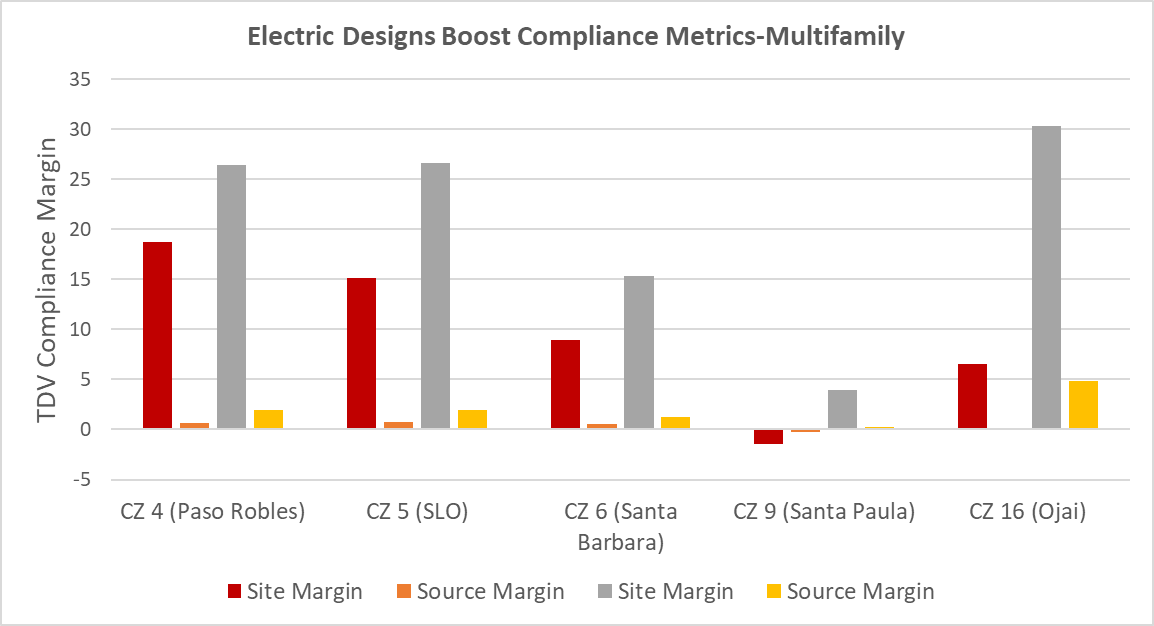 Electric Designs Boost Compliance Metrics-Multifamily
TDV Compliance Margin
35
30
25
20
15
10
5
0
-5
CZ 4 (Paso Robles)
CZ 5 (SLO)
CZ 6 (Santa
Barbara)
CZ 9 (Santa Paula)
CZ 16 (Ojai)
Site Margin
Source Margin
Site Margin
Source Margin